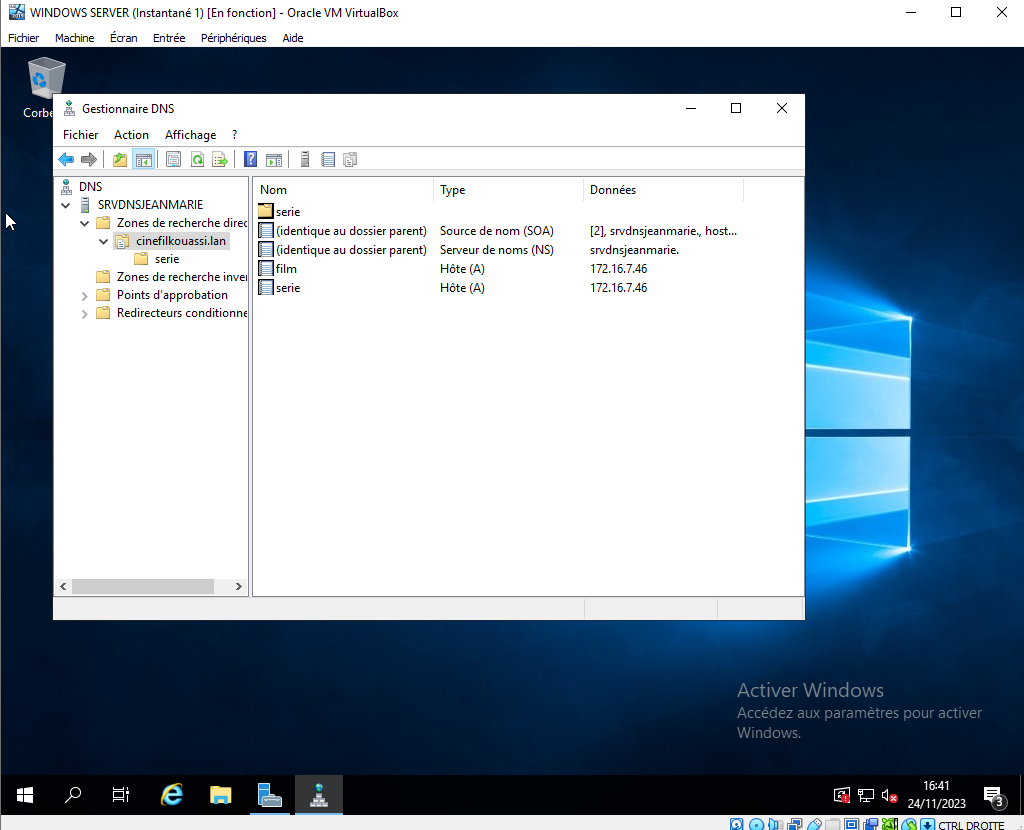 WINDOWS SERVER (Instantané 1) [En fonction] - Oracle VM VirtualBox
Fichier Machine Écran Entrée Périphériques Aide
Corbe
Gestionnaire DNS
Fichier Action Affichage ?
DNS
SRVDNSJEANMARIE
Zones de recherche direc
cinefilkouassi.lan
serie
Zones de recherche inver
Points d'approbation
Redirecteurs conditionne
Nom Type Données
serie
(identique au dossier parent) Source de nom (SOA) [2], srvdnsjeanmarie., host...
(identique au dossier parent) Serveur de noms (NS) srvdnsjeanmarie.
film Hôte (A) 172.16.7.46
serie Hôte (A) 172.16.7.46
Activer Windows
Accédez aux paramètres pour activer
Windows.
16:41
24/11/2023
3
CTRL DROITE